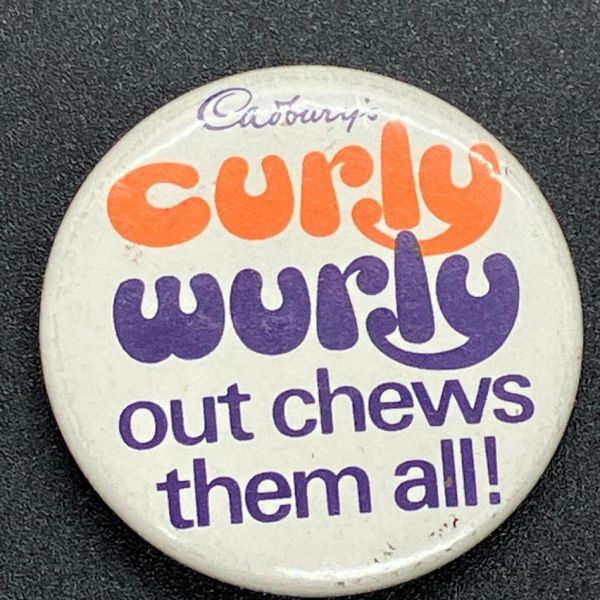 Cadbury's
curly
wurly
out chews
them all!